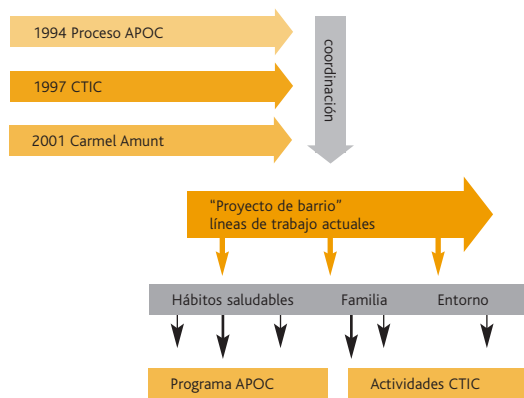 1994 Proceso APOC
1997 CTIC
2001 Carmel Amunt
coordinación
“Proyecto de barrio”
líneas de trabajo actuales
Hábitos saludables Familia Entorno
Programa APOC Actividades CTIC